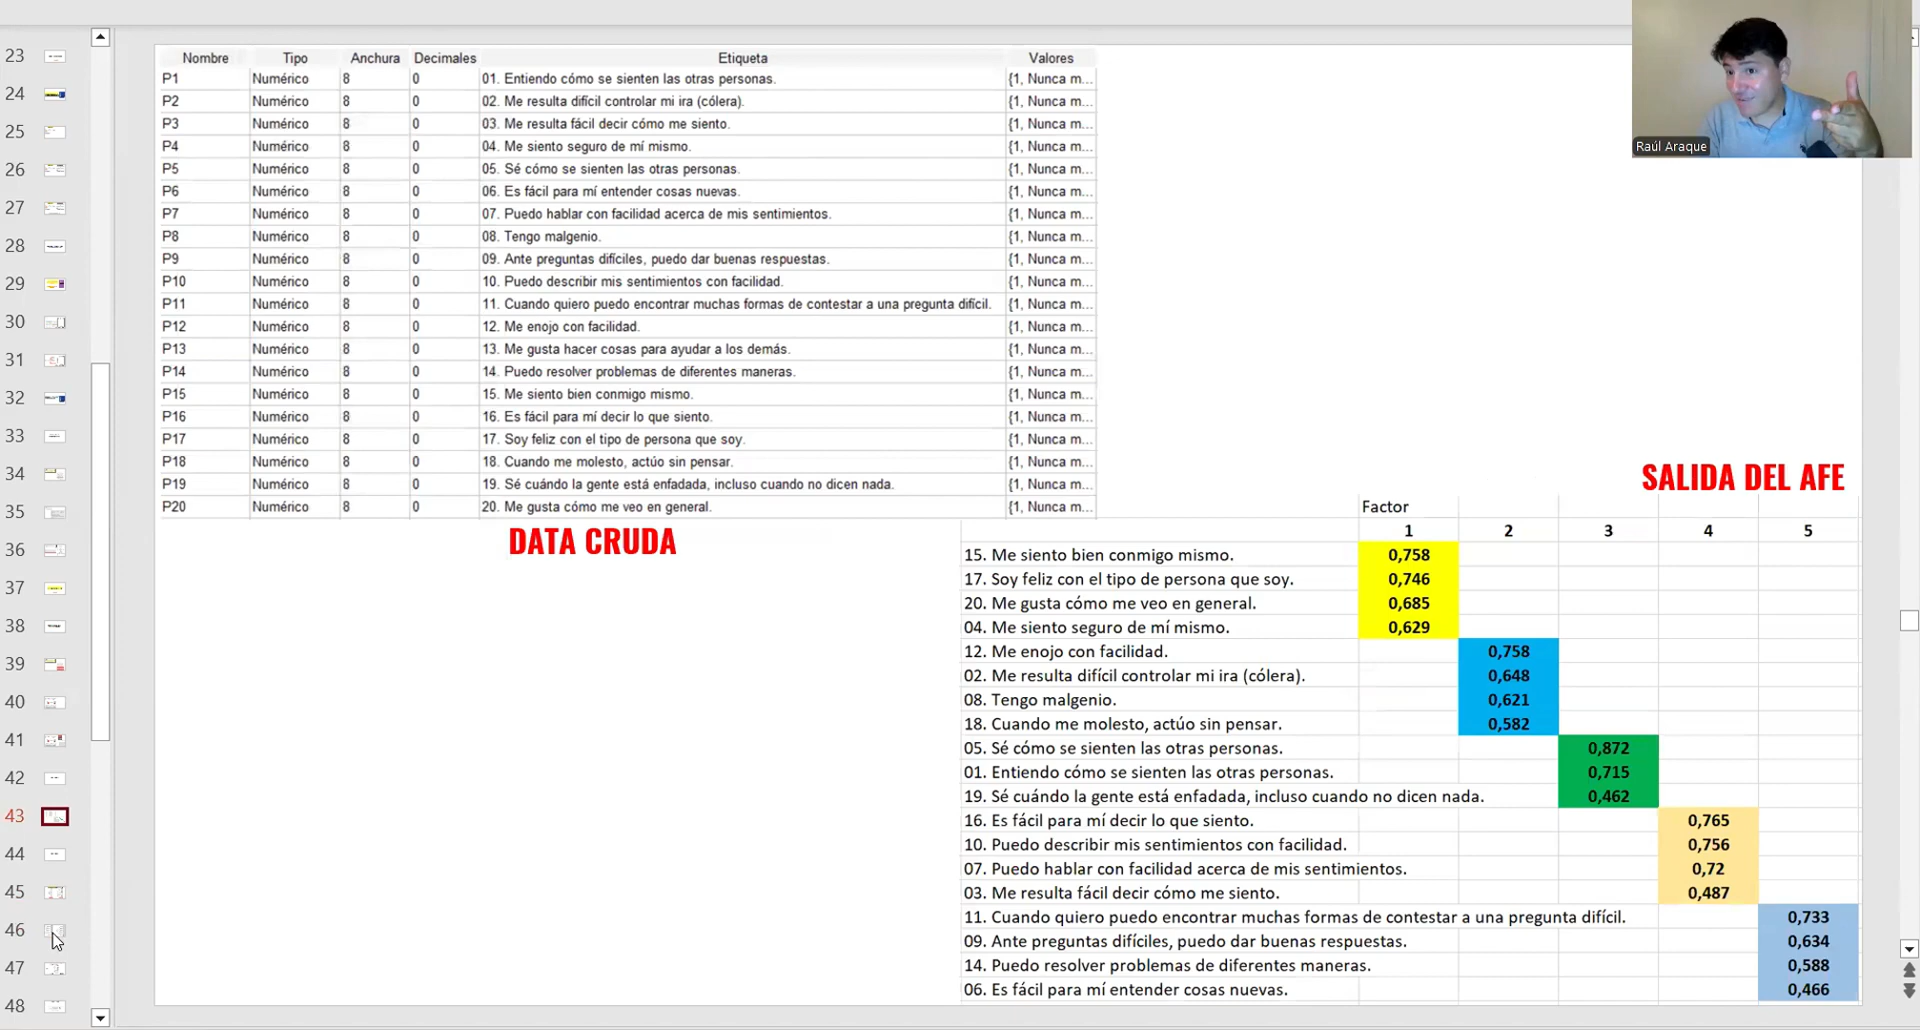 23
24
25
26
27
28
29
30
31
32
33
34
35
36
37
38
39
40
41
42
43
44
45
46
47
48
Nombre Tipo Anchura Decimales Etiqueta Valores
P1 Numérico 8 0 01. Entiendo cómo se sienten las otras personas. {1, Nunca m...
P2 Numérico 8 0 02. Me resulta difícil controlar mi ira (cólera). {1, Nunca m...
P3 Numérico 8 0 03. Me resulta fácil decir cómo me siento. {1, Nunca m...
P4 Numérico 8 0 04. Me siento seguro de mí mismo. {1, Nunca m...
P5 Numérico 8 0 05. Sé cómo se sienten las otras personas. {1, Nunca m...
P6 Numérico 8 0 06. Es fácil para mí entender cosas nuevas. {1, Nunca m...
P7 Numérico 8 0 07. Puedo hablar con facilidad acerca de mis sentimientos. {1, Nunca m...
P8 Numérico 8 0 08. Tengo malgenio. {1, Nunca m...
P9 Numérico 8 0 09. Ante preguntas difíciles, puedo dar buenas respuestas. {1, Nunca m...
P10 Numérico 8 0 10. Puedo describir mis sentimientos con facilidad. {1, Nunca m...
P11 Numérico 8 0 11. Cuando quiero puedo encontrar muchas formas de contestar a una pregunta difícil. {1, Nunca m...
P12 Numérico 8 0 12. Me enojo con facilidad. {1, Nunca m...
P13 Numérico 8 0 13. Me gusta hacer cosas para ayudar a los demás. {1, Nunca m...
P14 Numérico 8 0 14. Puedo resolver problemas de diferentes maneras. {1, Nunca m...
P15 Numérico 8 0 15. Me siento bien conmigo mismo. {1, Nunca m...
P16 Numérico 8 0 16. Es fácil para mí decir lo que siento. {1, Nunca m...
P17 Numérico 8 0 17. Soy feliz con el tipo de persona que soy. {1, Nunca m...
P18 Numérico 8 0 18. Cuando me molesto, actúo sin pensar. {1, Nunca m...
P19 Numérico 8 0 19. Sé cuándo la gente está enfadada, incluso cuando no dicen nada. {1, Nunca m...
P20 Numérico 8 0 20. Me gusta cómo me veo en general. {1, Nunca m...
DATA CRUDA
Raúl Araque
SALIDA DEL AFE
Factor
1 2 3 4 5
15. Me siento bien conmigo mismo. 0,758
17. Soy feliz con el tipo de persona que soy. 0,746
20. Me gusta cómo me veo en general. 0,685
04. Me siento seguro de mí mismo. 0,629
12. Me enojo con facilidad. 0,758
02. Me resulta difícil controlar mi ira (cólera). 0,648
08. Tengo malgenio. 0,621
18. Cuando me molesto, actúo sin pensar. 0,582
05. Sé cómo se sienten las otras personas. 0,872
01. Entiendo cómo se sienten las otras personas. 0,715
19. Sé cuándo la gente está enfadada, incluso cuando no dicen nada. 0,462
16. Es fácil para mí decir lo que siento. 0,765
10. Puedo describir mis sentimientos con facilidad. 0,756
07. Puedo hablar con facilidad acerca de mis sentimientos. 0,72
03. Me resulta fácil decir cómo me siento. 0,487
11. Cuando quiero puedo encontrar muchas formas de contestar a una pregunta difícil. 0,733
09. Ante preguntas difíciles, puedo dar buenas respuestas. 0,634
14. Puedo resolver problemas de diferentes maneras. 0,588
06. Es fácil para mí entender cosas nuevas. 0,466